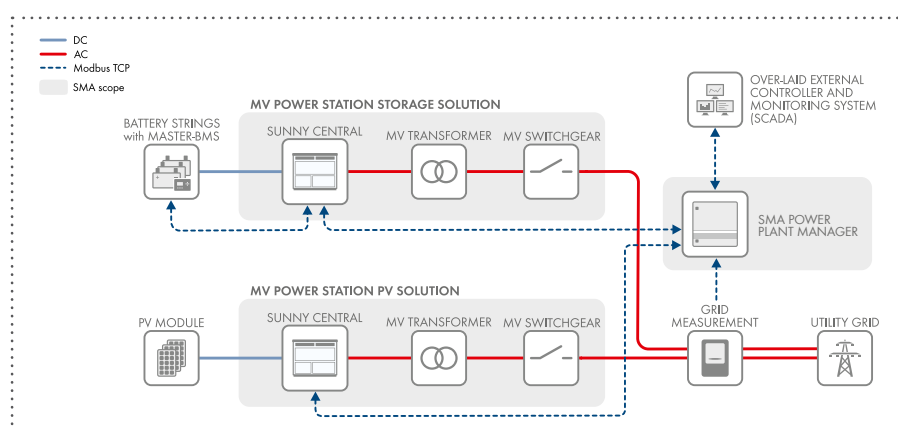 DC
AC
Modbus TCP
SMA scope
MV POWER STATION STORAGE SOLUTION
BATTERY STRINGS
with MASTER-BMS
SUNNY CENTRAL
MV TRANSFORMER
MV SWITCHGEAR
OVER-LAID EXTERNAL
CONTROLLER AND
MONITORING SYSTEM
(SCADA)
SMA POWER
PLANT MANAGER
MV POWER STATION PV SOLUTION
PV MODULE
SUNNY CENTRAL
MV TRANSFORMER
MV SWITCHGEAR
GRID
MEASUREMENT
UTILITY GRID